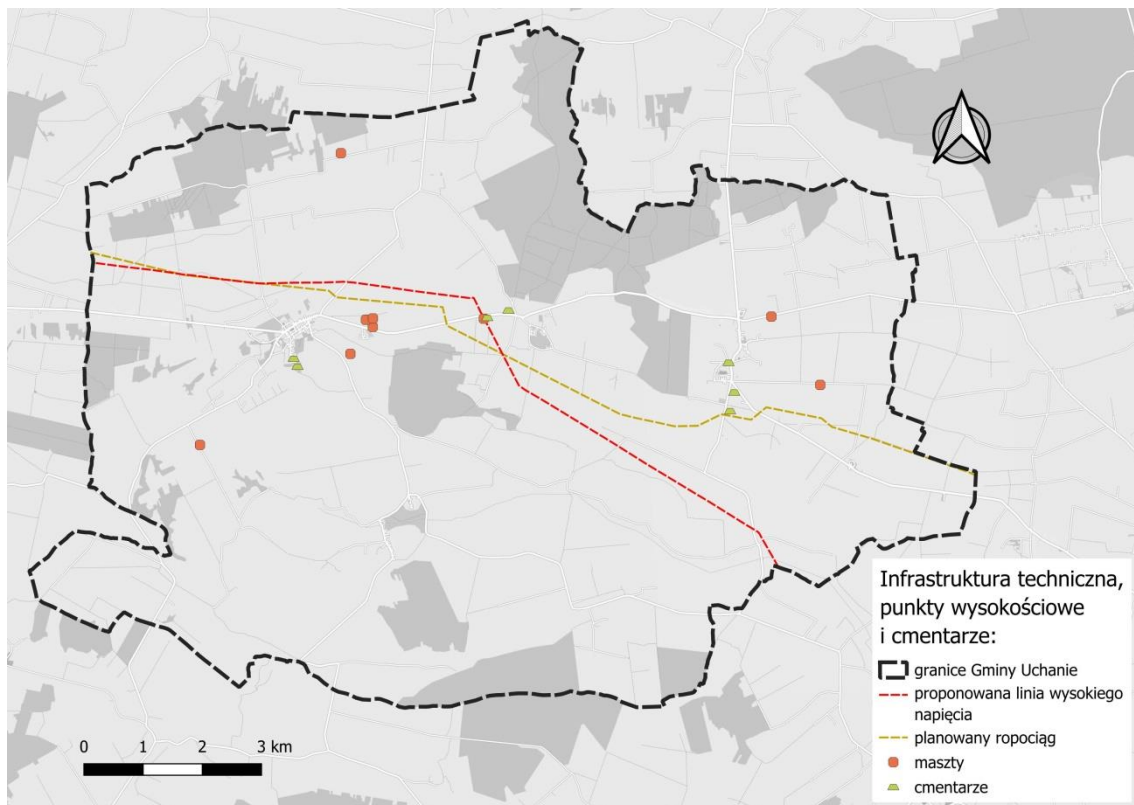 Infrastruktura techniczna,
punkty wysokościowe
i cmentarze:
granice Gminy Uchanie
proponowana linia wysokiego
napięcia
planowany ropociąg
maszty
cmentarze
0 1 2 3 km